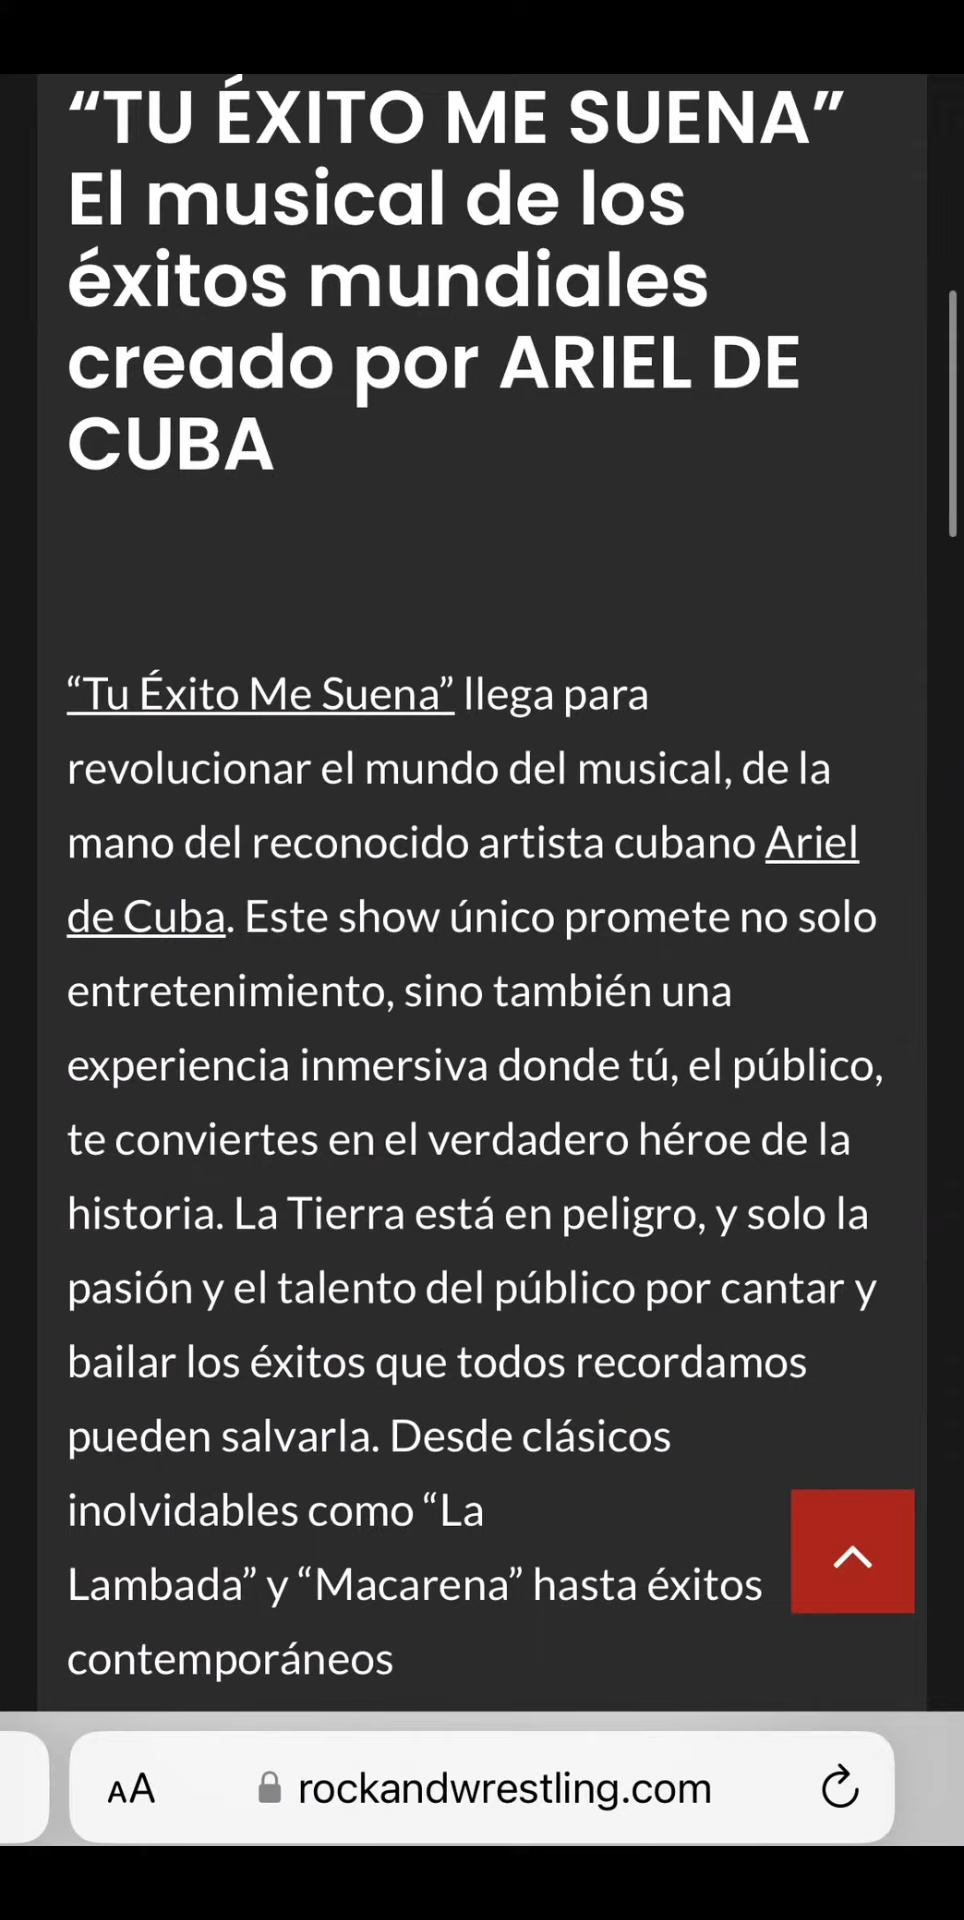 “TU ÉXITO ME SUENA”
El musical de los
éxitos mundiales
creado por ARIEL DE
CUBA
“Tu Éxito Me Suena” llega para
revolucionar el mundo del musical, de la
mano del reconocido artista cubano Ariel
de Cuba. Este show único promete no solo
entretenimiento, sino también una
experiencia inmersiva donde tú, el público,
te conviertes en el verdadero héroe de la
historia. La Tierra está en peligro, y solo la
pasión y el talento del público por cantar y
bailar los éxitos que todos recordamos
pueden salvarla. Desde clásicos
inolvidables como “La
Lambada” y “Macarena” hasta éxitos
contemporáneos
AA rockandwrestling.com